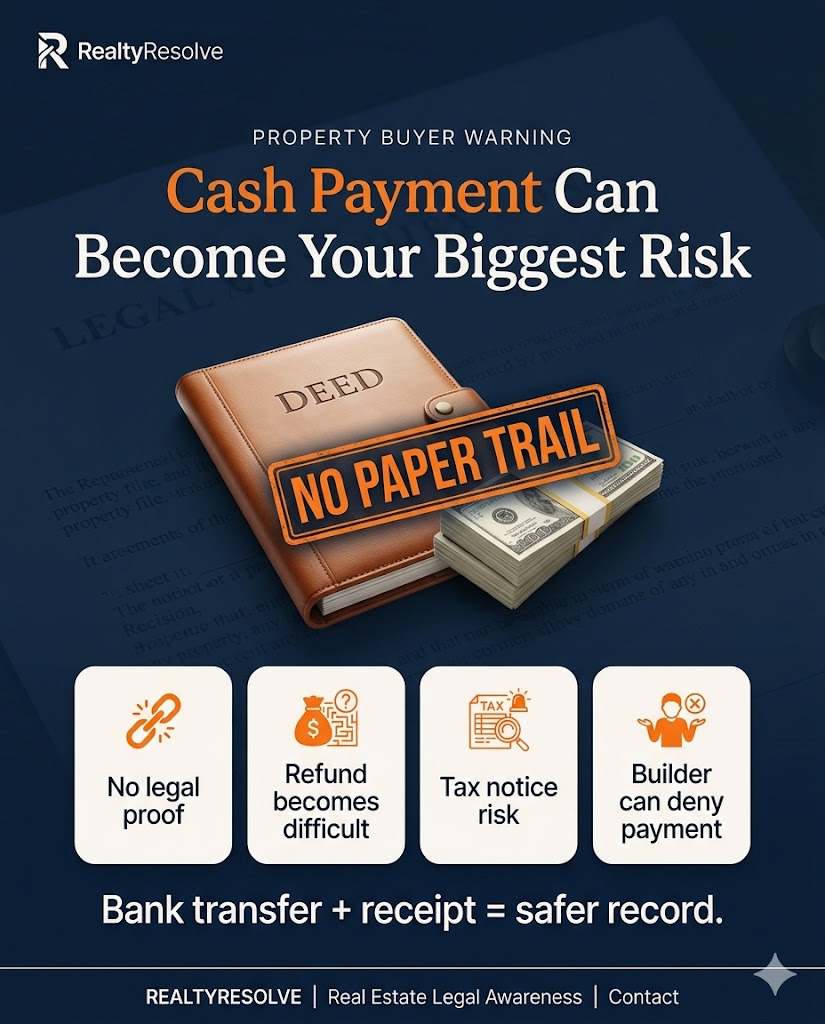 RealtyResolve
PROPERTY BUYER WARNING
Cash Payment Can
Become Your Biggest Risk
LEGAL
DEED
NO PAPER TRAIL
100
No legal
proof
Refund
becomes
difficult
TAX
Tax notice
risk
Builder
can deny
payment
Bank transfer + receipt = safer record.
REALTYRESOLVE | Real Estate Legal Awareness | Contact